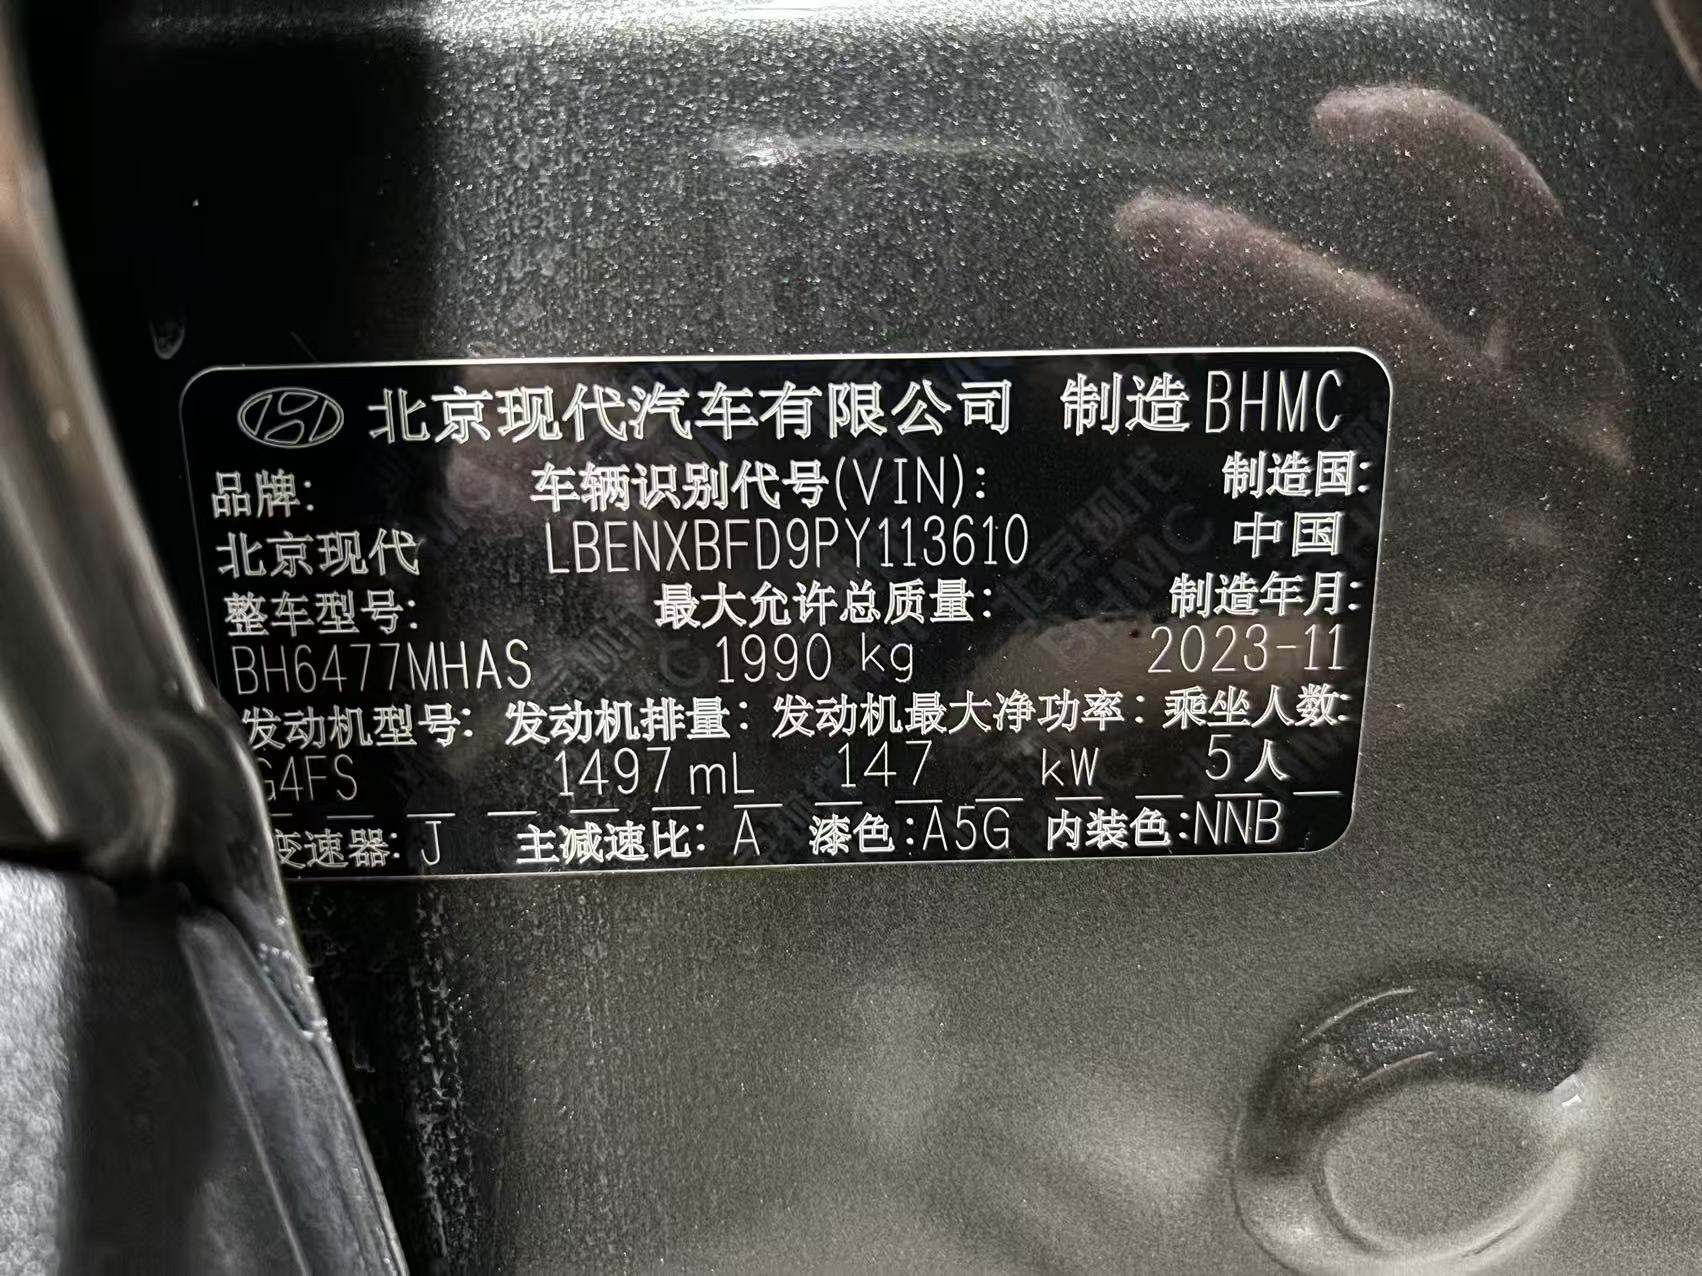 北京现代汽车有限公司 制造 BHMC
品牌: 车辆识别代号(VIN): 制造国:
北京现代 LBENXBFD9PY113610 中国
整车型号: 最大允许总质量: 制造年月:
BH6477MHAS 1990 kg 2023-11
发动机型号: 发动机排量: 发动机最大净功率: 乘坐人数:
G4FS 1497 mL 147 kW 5人
变速器: J 主减速比: A 漆色:A5G 内装色:NNB